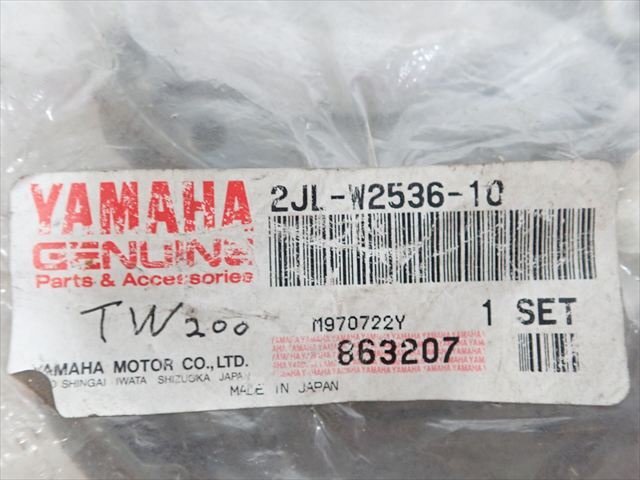 YAMAHA
GENUINE
Parts & Accessories
2JL-W2536-10
TW200
M970722Y
1 SET
863207
YAMAHA MOTOR CO., LTD.
SHINGAI IWATA SHIZUOKA JAPAN
MADE IN JAPAN